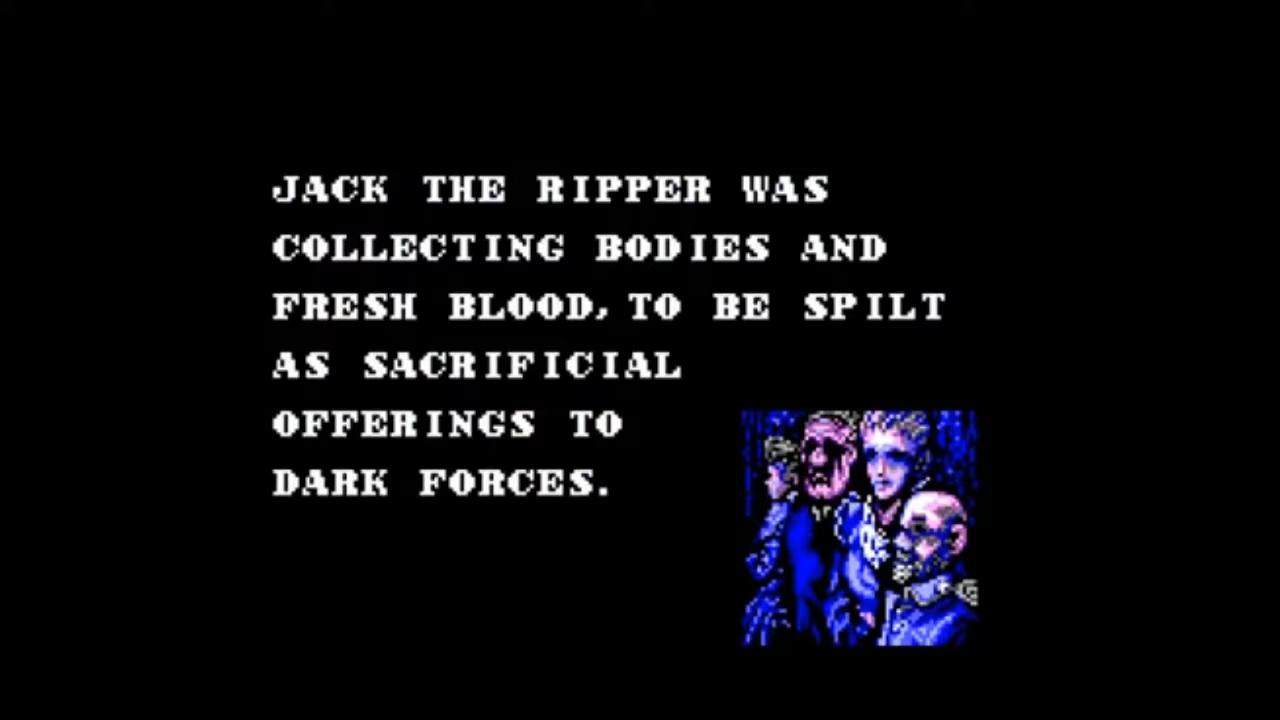 JACK THE RIPPER WAS
COLLECTING BODIES AND
FRESH BLOOD, TO BE SPILT
AS SACRIFICIAL
OFFERINGS TO
DARK FORCES.